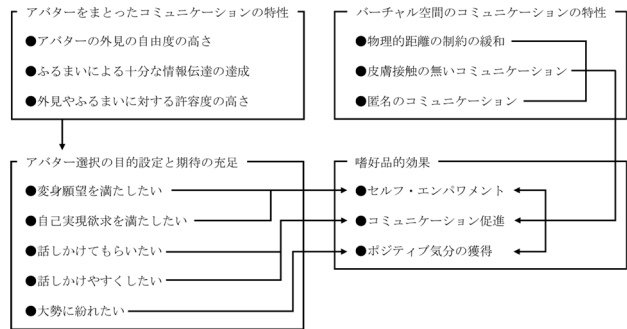 アバターをまとったコミュニケーションの特性
●アバターの外見の自由度の高さ
●ふるまいによる十分な情報伝達の達成
●外見やふるまいに対する許容度の高さ
バーチャル空間のコミュニケーションの特性
●物理的距離の制約の緩和
●皮膚接触の無いコミュニケーション
●匿名のコミュニケーション
アバター選択の目的設定と期待の充足
●変身願望を満たしたい
●自己実現欲求を満たしたい
●話しかけてもらいたい
●話しかけやすくしたい
●大勢に紛れたい
嗜好品的効果
●セルフ・エンパワメント
●コミュニケーション促進
●ポジティブ気分の獲得